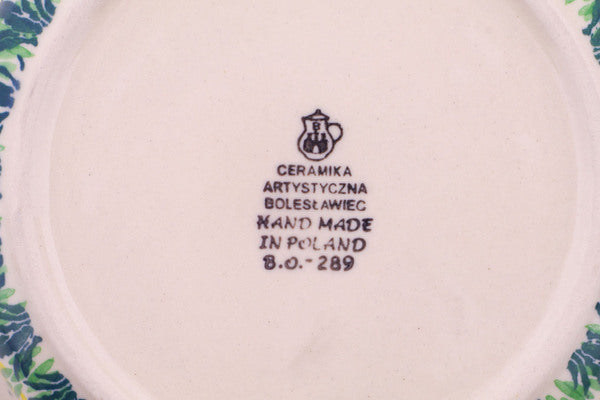 B
CERAMIKA
ARTYSTYCZNA
BOLESŁAWIEC
HAND MADE
IN POLAND
B.O.-289